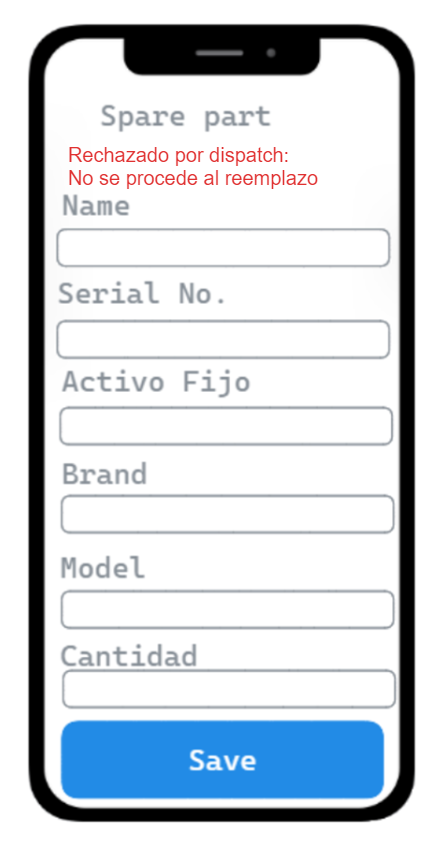 Spare part
Rechazado por dispatch:
No se procede al reemplazo
Name
Serial No.
Activo Fijo
Brand
Model
Cantidad
Save